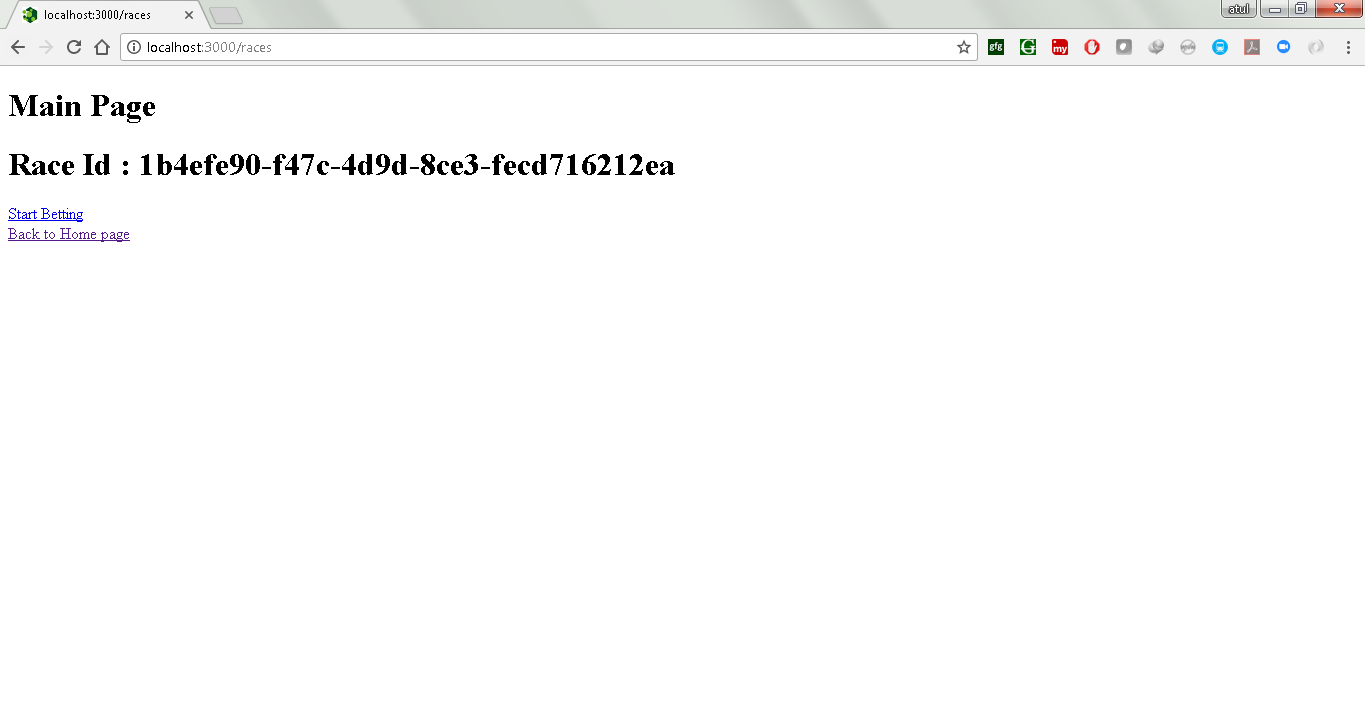 localhost:3000/races
atul
localhost:3000/races
gfg
G
my
Main Page
Race Id : 1b4efe90-f47c-4d9d-8ce3-fecd716212ea
Start Betting
Back to Home page